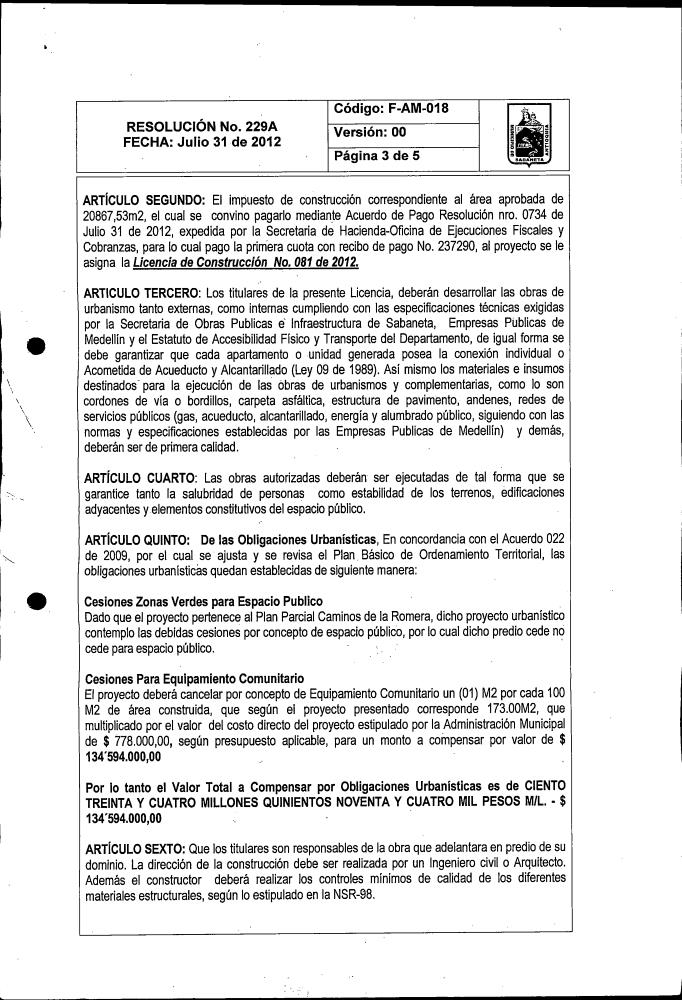 RESOLUCIÓN No. 229A
FECHA: Julio 31 de 2012
Código: F-AM-018
Versión: 00
Página 3 de 5
MUNICIPIO DE
ANTIOQUIA
SABANETA
ARTÍCULO SEGUNDO: El impuesto de construcción correspondiente al área aprobada de
20867,53m2, el cual se convino pagarlo mediante Acuerdo de Pago Resolución nro. 0734 de
Julio 31 de 2012, expedida por la Secretaria de Hacienda-Oficina de Ejecuciones Fiscales y
Cobranzas, para lo cual pago la primera cuota con recibo de pago No. 237290, al proyecto se le
asigna la Licencia de Construcción No. 081 de 2012.
ARTICULO TERCERO: Los titulares de la presente Licencia, deberán desarrollar las obras de
urbanismo tanto externas, como internas cumpliendo con las especificaciones técnicas exigidas
por la Secretaria de Obras Publicas e Infraestructura de Sabaneta, Empresas Publicas de
Medellín y el Estatuto de Accesibilidad Físico y Transporte del Departamento, de igual forma se
debe garantizar que cada apartamento o unidad generada posea la conexión individual o
Acometida de Acueducto y Alcantarillado (Ley 09 de 1989). Así mismo los materiales e insumos
destinados para la ejecución de las obras de urbanismos y complementarias, como lo son
cordones de vía o bordillos, carpeta asfáltica, estructura de pavimento, andenes, redes de
servicios públicos (gas, acueducto, alcantarillado, energía y alumbrado público, siguiendo con las
normas y especificaciones establecidas por las Empresas Publicas de Medellín) y demás,
deberán ser de primera calidad.
ARTÍCULO CUARTO: Las obras autorizadas deberán ser ejecutadas de tal forma que se
garantice tanto la salubridad de personas como estabilidad de los terrenos, edificaciones
adyacentes y elementos constitutivos del espacio público.
ARTÍCULO QUINTO: De las Obligaciones Urbanísticas, En concordancia con el Acuerdo 022
de 2009, por el cual se ajusta y se revisa el Plan Básico de Ordenamiento Territorial, las
obligaciones urbanísticas quedan establecidas de siguiente manera:
Cesiones Zonas Verdes para Espacio Publico
Dado que el proyecto pertenece al Plan Parcial Caminos de la Romera, dicho proyecto urbanístico
contemplo las debidas cesiones por concepto de espacio público, por lo cual dicho predio cede no
cede para espacio público.
Cesiones Para Equipamiento Comunitario
El proyecto deberá cancelar por concepto de Equipamiento Comunitario un (01) M2 por cada 100
M2 de área construida, que según el proyecto presentado corresponde 173.00M2, que
multiplicado por el valor del costo directo del proyecto estipulado por la Administración Municipal
de $ 778.000,00, según presupuesto aplicable, para un monto a compensar por valor de $
134´594.000,00
Por lo tanto el Valor Total a Compensar por Obligaciones Urbanísticas es de CIENTO
TREINTA Y CUATRO MILLONES QUINIENTOS NOVENTA Y CUATRO MIL PESOS M/L. - $
134´594.000,00
ARTÍCULO SEXTO: Que los titulares son responsables de la obra que adelantara en predio de su
dominio. La dirección de la construcción debe ser realizada por un Ingeniero civil o Arquitecto.
Además el constructor deberá realizar los controles mínimos de calidad de los diferentes
materiales estructurales, según lo estipulado en la NSR-98.